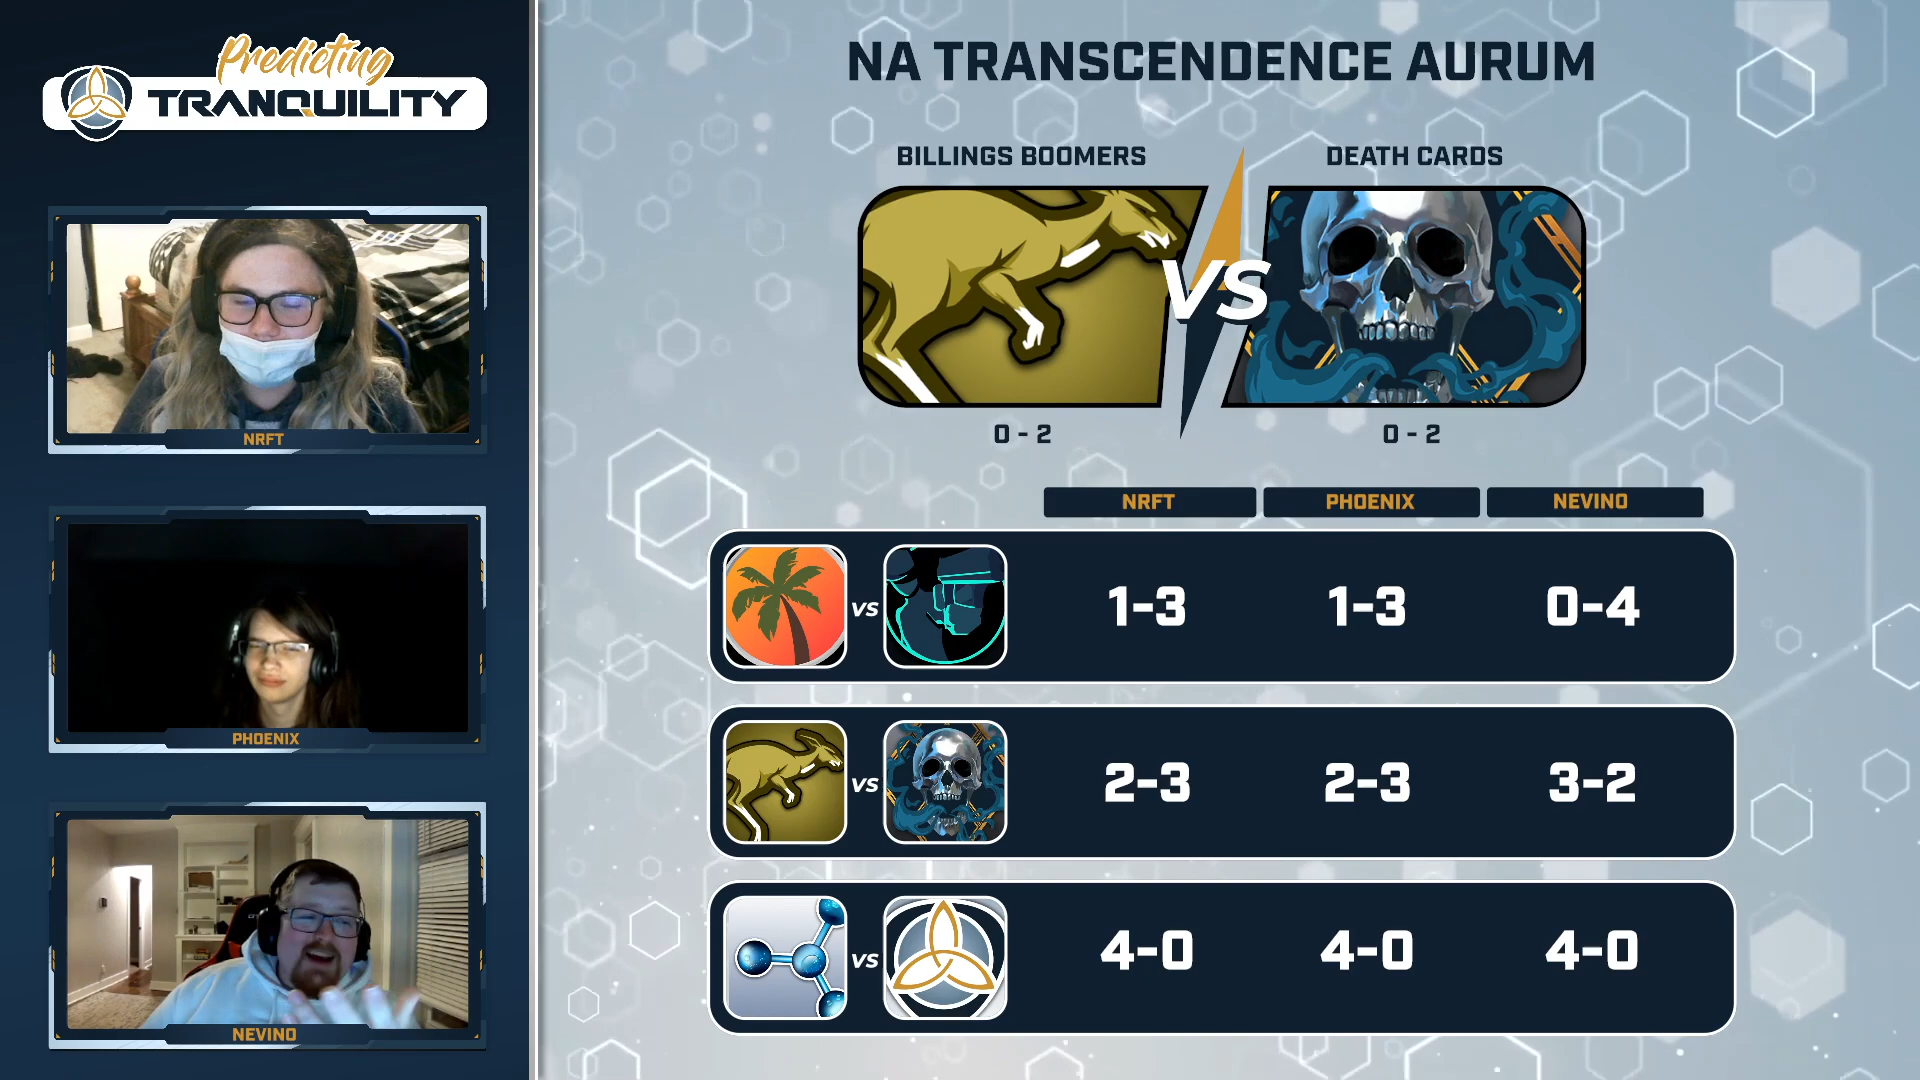 Predicting
TRANQUILITY
NRFT
PHOENIX
NEVINO
NA TRANSCENDENCE AURUM
BILLINGS BOOMERS
DEATH CARDS
VS
0 - 2
0 - 2
NRFT PHOENIX NEVINO
VS 1-3 1-3 0-4
VS 2-3 2-3 3-2
VS 4-0 4-0 4-0